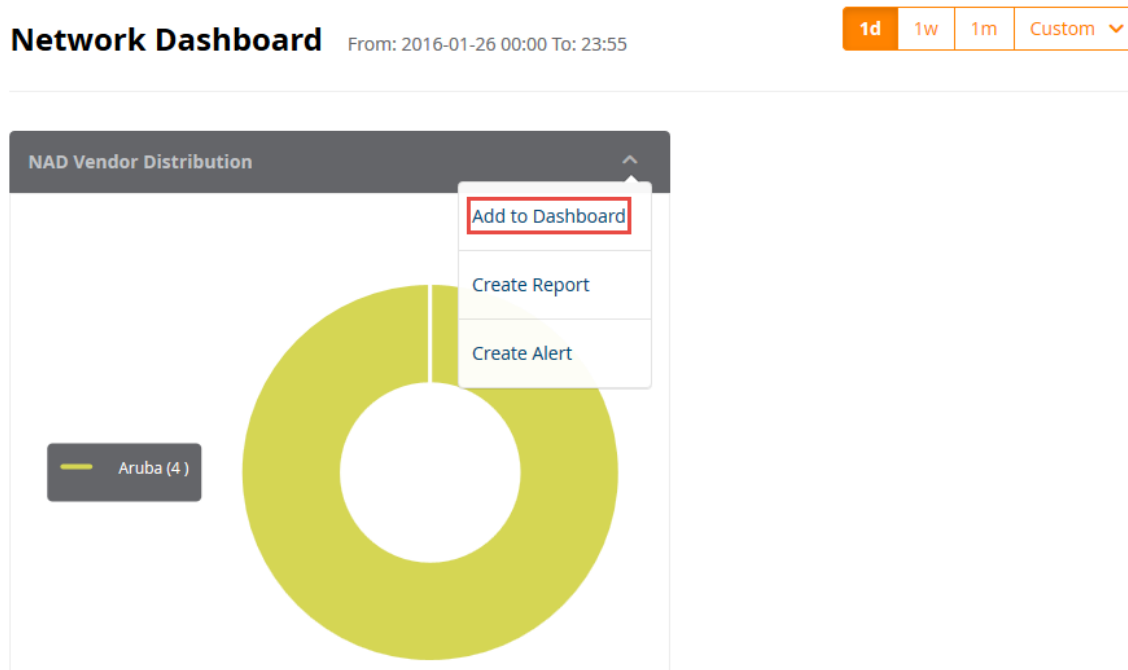 Network Dashboard From: 2016-01-26 00:00 To: 23:55
1d 1w 1m Custom
NAD Vendor Distribution
Add to Dashboard
Create Report
Create Alert
Aruba (4 )